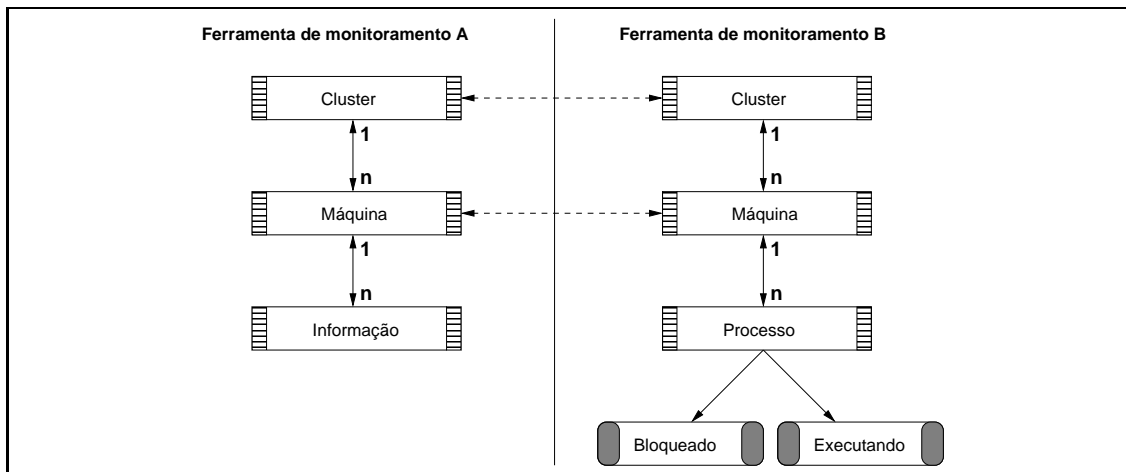 Ferramenta de monitoramento A
Cluster
1
n
Máquina
1
n
Informação
Ferramenta de monitoramento B
Cluster
1
n
Máquina
1
n
Processo
Bloqueado
Executando